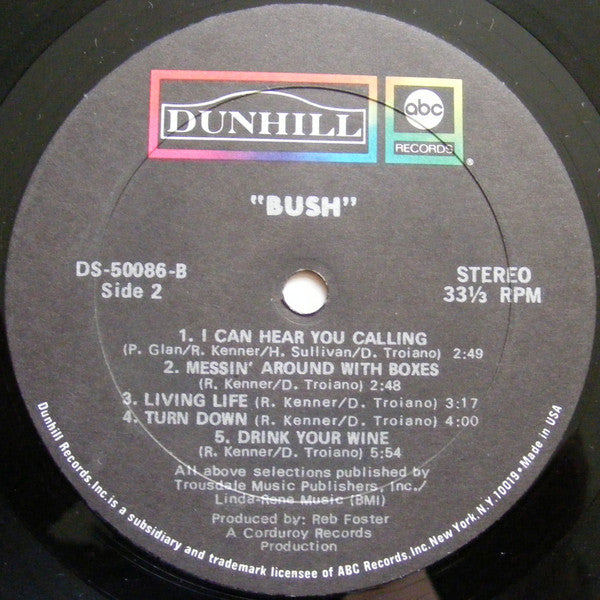 DUNHILL
abc
RECORDS
®
"BUSH"
DS-50086-B
Side 2
STEREO
33⅓ RPM
1. I CAN HEAR YOU CALLING
(P. Glan/R. Kenner/H. Sullivan/D. Troiano) 2:49
2. MESSIN' AROUND WITH BOXES
(R. Kenner/D. Troiano) 2:48
3. LIVING LIFE (R. Kenner/D. Troiano) 3:17
4. TURN DOWN (R. Kenner/D. Troiano) 4:00
5. DRINK YOUR WINE
(R. Kenner/D. Troiano) 5:54
All above selections published by
Trousdale Music Publishers, Inc./
Linda-Rene Music (BMI)
Produced by: Reb Foster
A Corduroy Records
Production
Dunhill Records, Inc. is a subsidiary and trademark licensee of ABC Records, Inc. New York, N.Y. 10019 • Made in USA